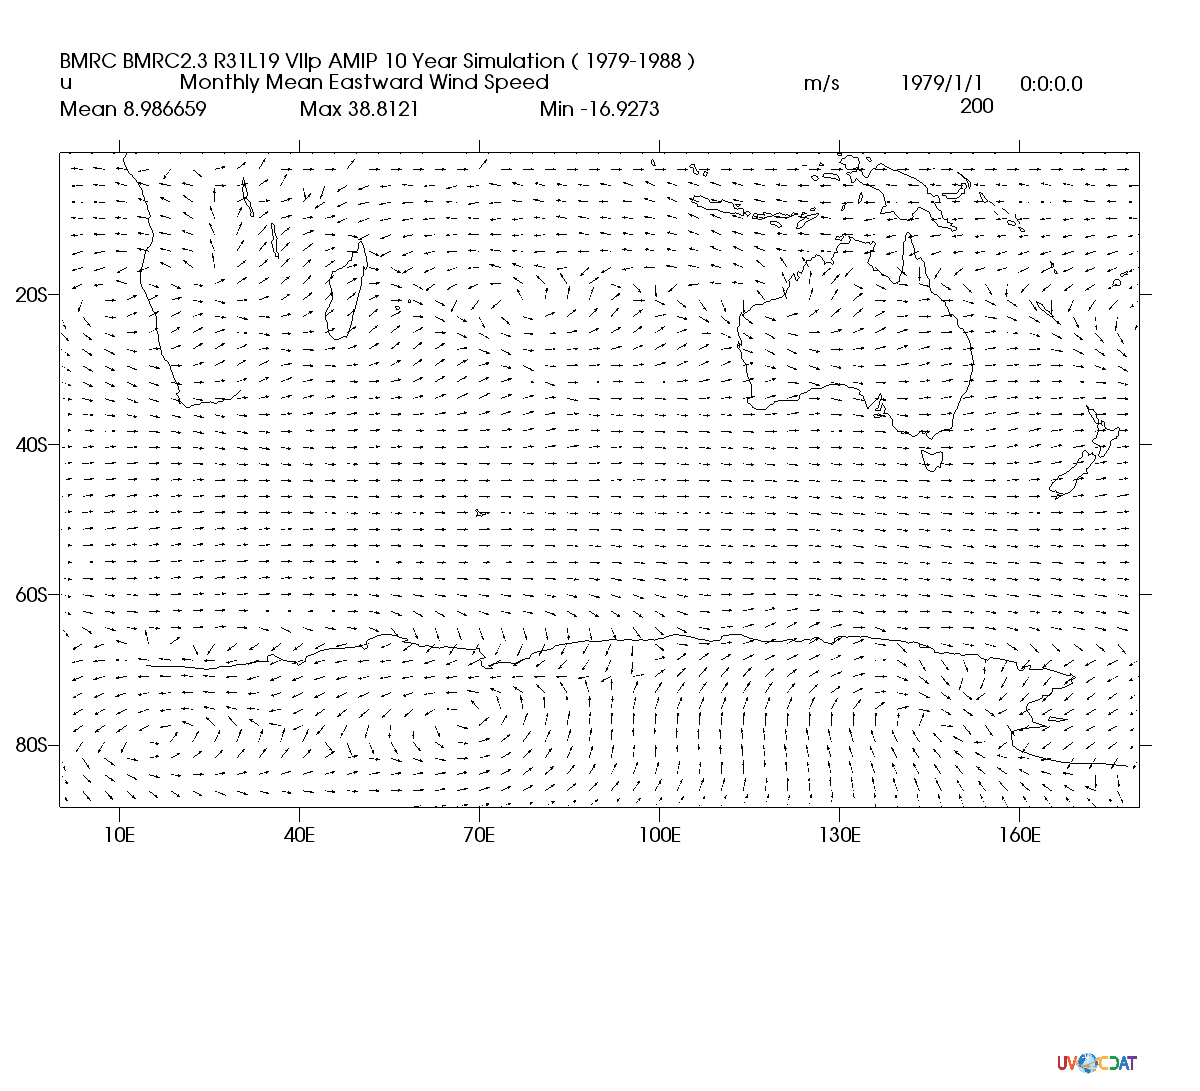 BMRC BMRC2.3 R31L19 VIIp AMIP 10 Year Simulation ( 1979-1988 )
u Monthly Mean Eastward Wind Speed m/s 1979/1/1 0:0:0.0
Mean 8.986659 Max 38.8121 Min -16.9273 200
20S
40S
60S
80S
10E 40E 70E 100E 130E 160E
UV CDAT